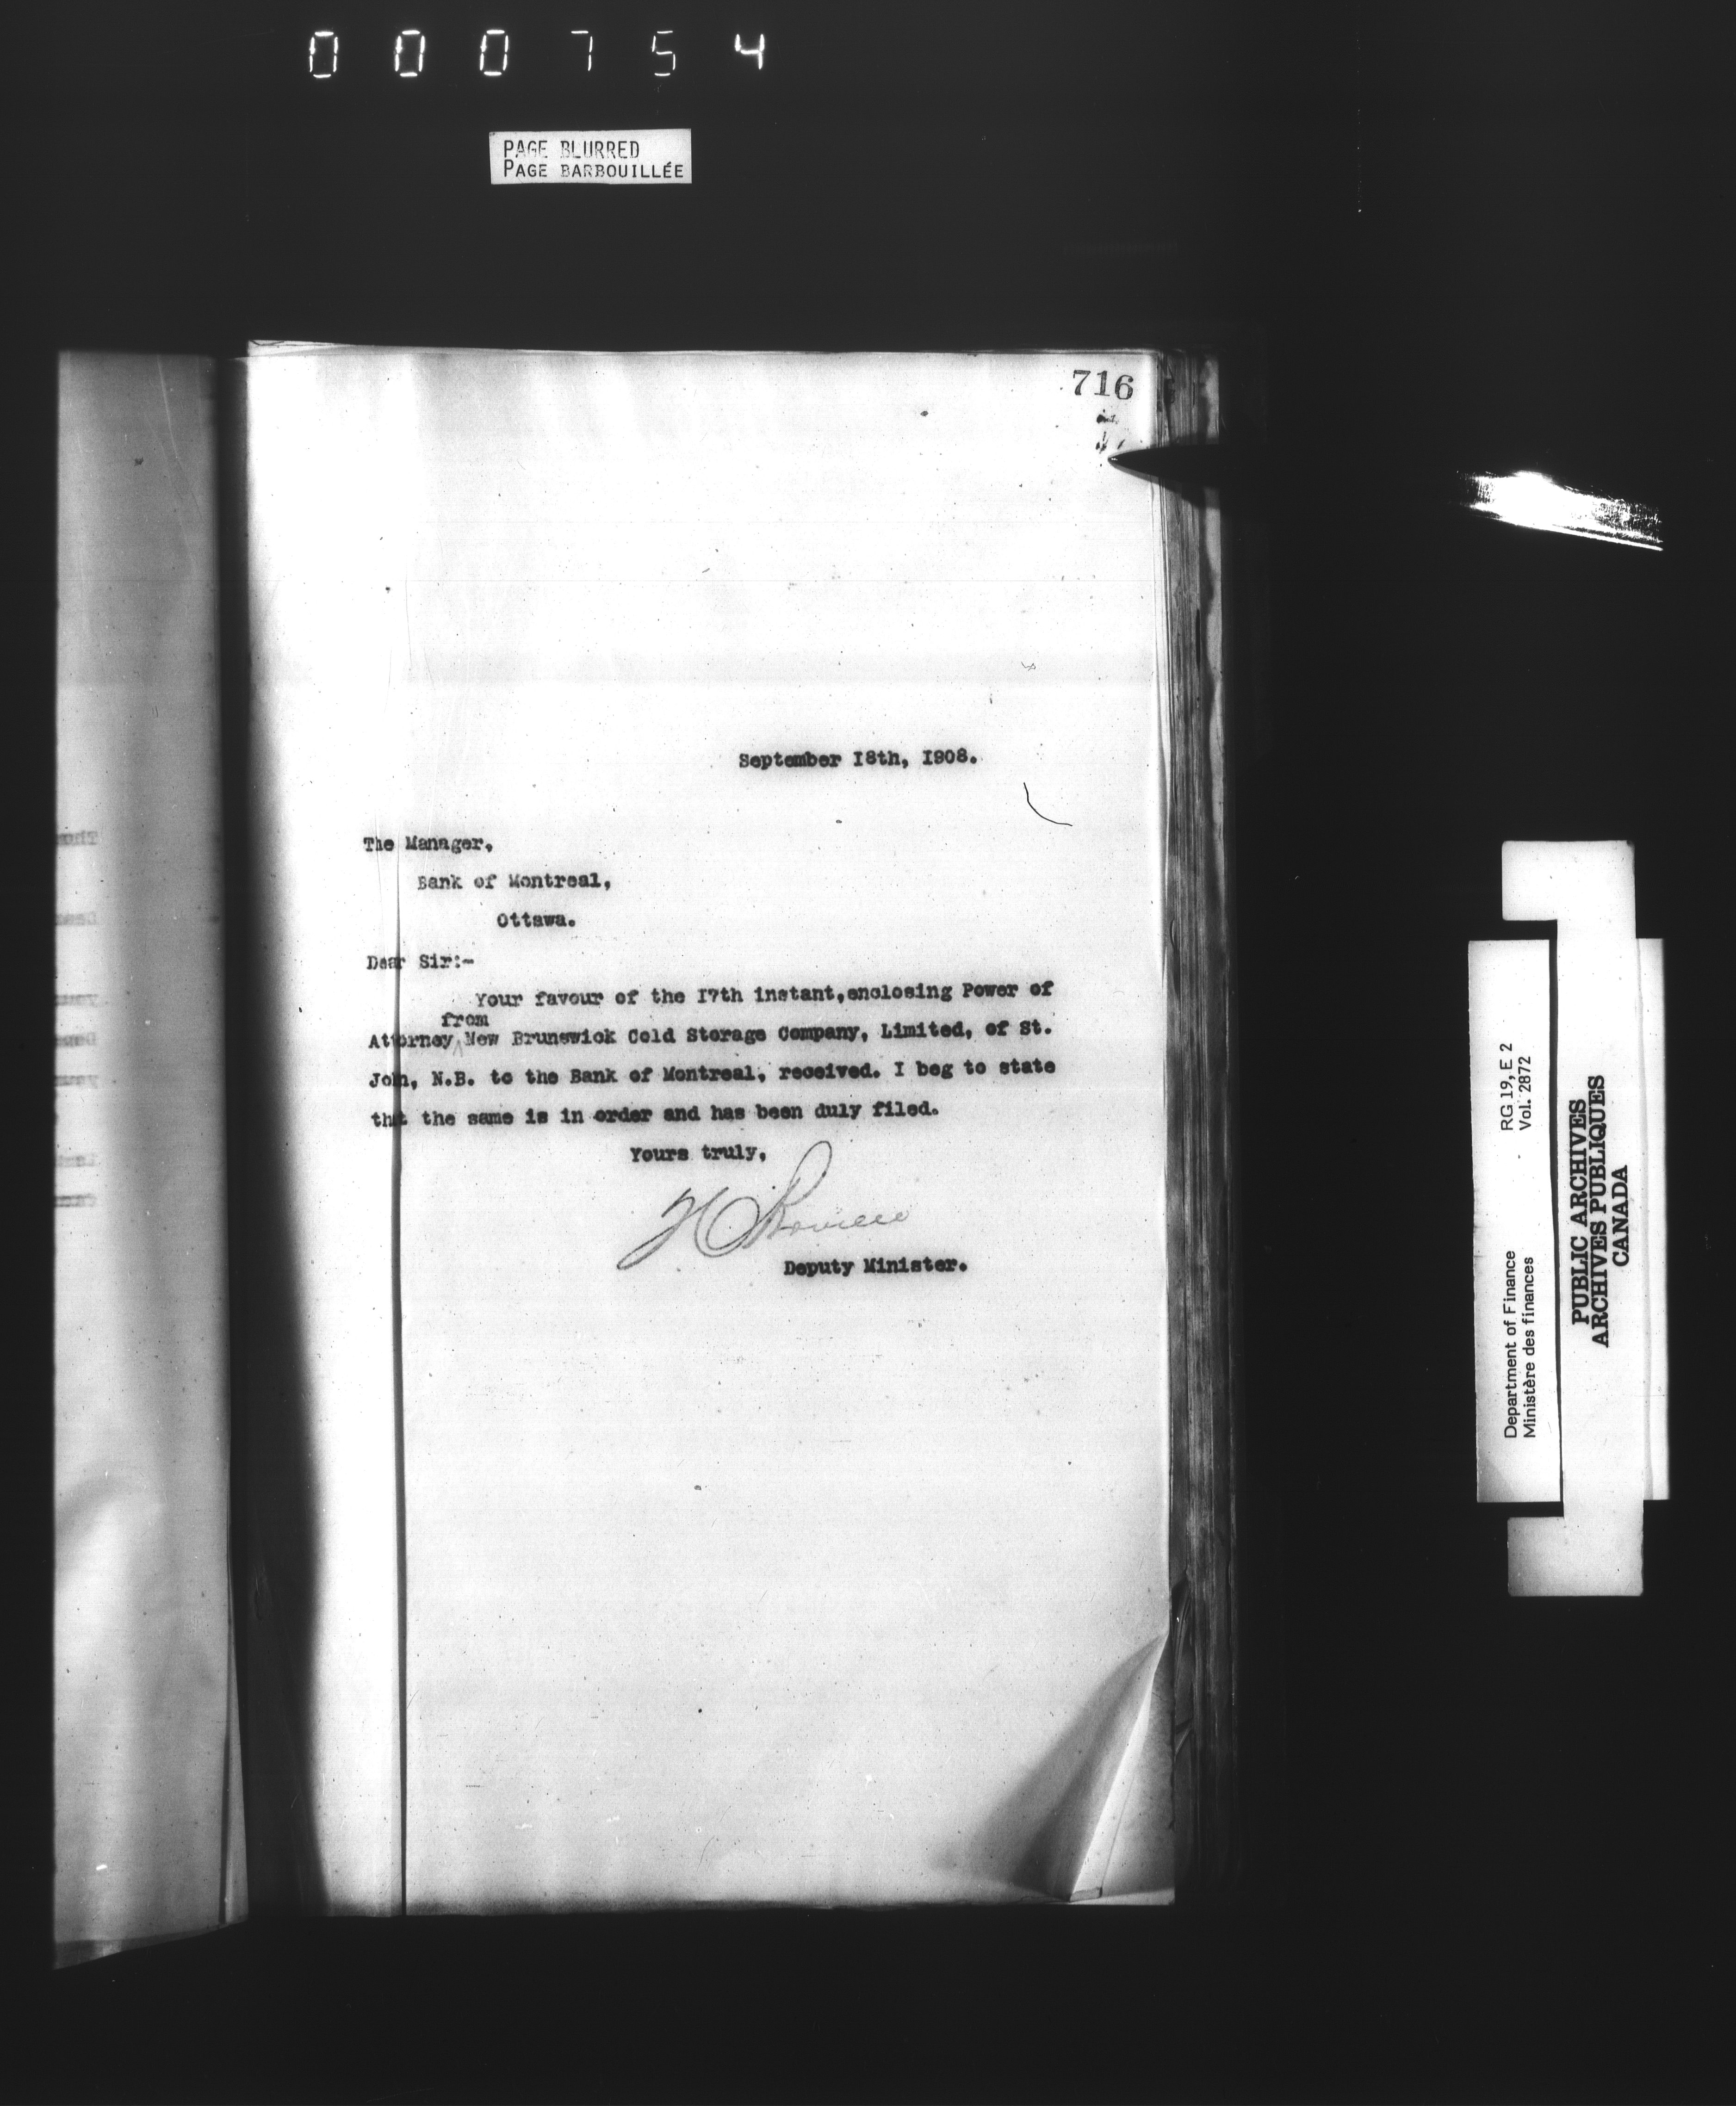 000754
PAGE BLURRED
PAGE BARBOUILLÉE
716
September I8th, I908.
The Manager,
Bank of Montreal,
Ottawa.
Dear Sir:-
Your favour of the I7th instant,enclosing Power of
from
Attorney New Brunswick Cold Storage Company, Limited, of St.
John, N.B. to the Bank of Montreal, received. I beg to state
that the same is in order and has been duly filed.
Yours truly,
Deputy Minister.
Department of Finance RG 19, E 2
Ministère des finances Vol. 2872
PUBLIC ARCHIVES
ARCHIVES PUBLIQUES
CANADA